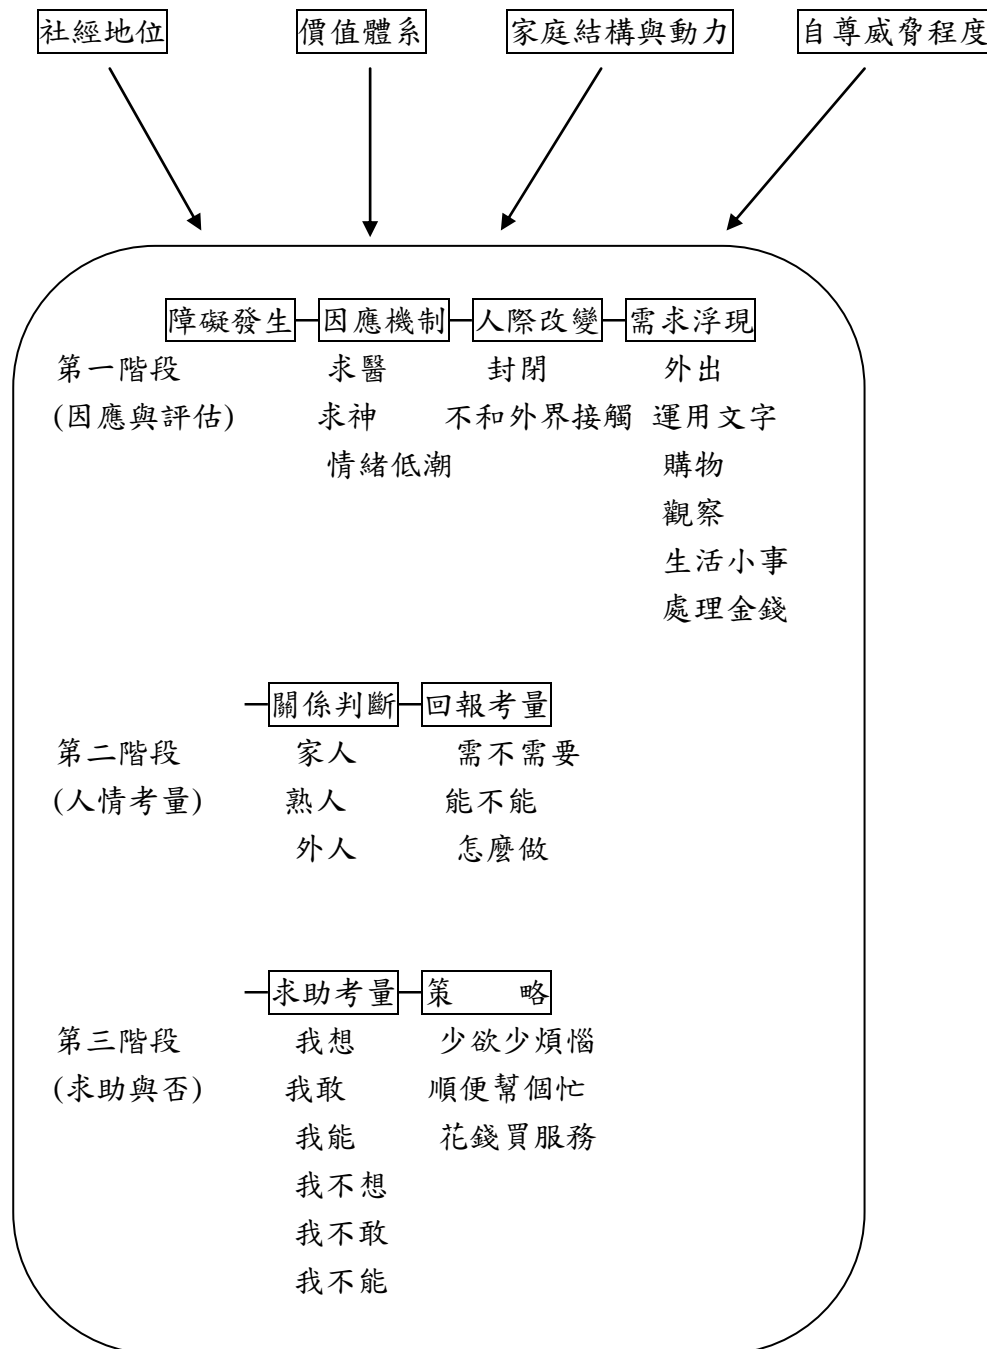 社經地位 價值體系 家庭結構與動力 自尊威脅程度
障礙發生 因應機制 人際改變 需求浮現
第一階段 求醫 封閉 外出
(因應與評估) 求神 不和外界接觸 運用文字
情緒低潮 購物
觀察
生活小事
處理金錢
關係判斷 回報考量
第二階段 家人 需不需要
(人情考量) 熟人 能不能
外人 怎麼做
求助考量 策 略
第三階段 我想 少欲少煩惱
(求助與否) 我敢 順便幫個忙
我能 花錢買服務
我不想
我不敢
我不能